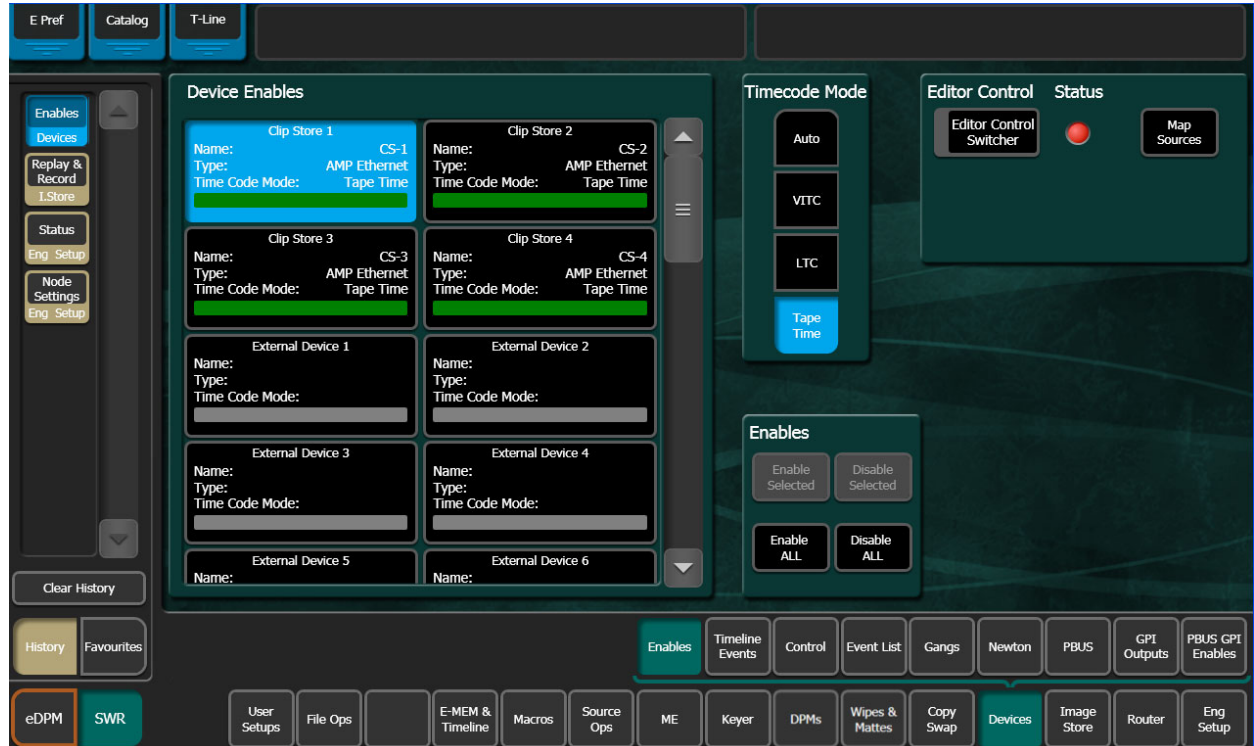 E Pref
Catalog
T-Line
Enables
Devices
Replay &
Record
I.Store
Status
Eng Setup
Node
Settings
Eng Setup
Clear History
History
Favourites
Device Enables
Clip Store 1
Name: CS-1
Type: AMP Ethernet
Time Code Mode: Tape Time
Clip Store 2
Name: CS-2
Type: AMP Ethernet
Time Code Mode: Tape Time
Clip Store 3
Name: CS-3
Type: AMP Ethernet
Time Code Mode: Tape Time
Clip Store 4
Name: CS-4
Type: AMP Ethernet
Time Code Mode: Tape Time
External Device 1
Name:
Type:
Time Code Mode:
External Device 2
Name:
Type:
Time Code Mode:
External Device 3
Name:
Type:
Time Code Mode:
External Device 4
Name:
Type:
Time Code Mode:
External Device 5
Name:
External Device 6
Name:
Timecode Mode
Auto
VITC
LTC
Tape
Time
Editor Control
Status
Editor Control
Switcher
Map
Sources
Enables
Enable
Selected
Disable
Selected
Enable
ALL
Disable
ALL
Enables
Timeline
Events
Control
Event List
Gangs
Newton
PBUS
GPI
Outputs
PBUS GPI
Enables
eDPM
SWR
User
Setups
File Ops
E-MEM &
Timeline
Macros
Source
Ops
ME
Keyer
DPMs
Wipes &
Mattes
Copy
Swap
Devices
Image
Store
Router
Eng
Setup